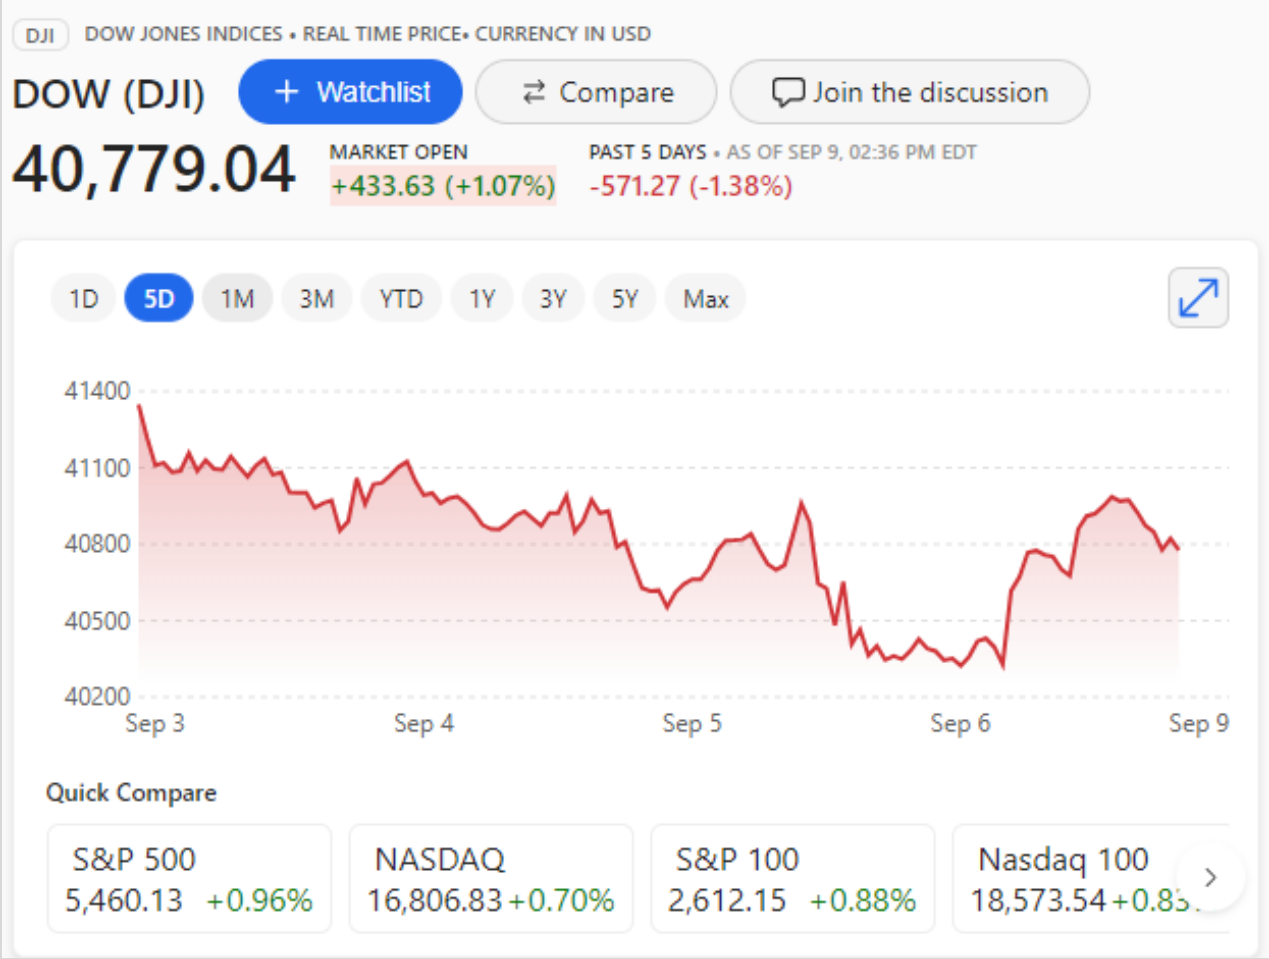 DJI DOW JONES INDICES • REAL TIME PRICE• CURRENCY IN USD
DOW (DJI) + Watchlist Compare Join the discussion
40,779.04
MARKET OPEN
+433.63 (+1.07%)
PAST 5 DAYS • AS OF SEP 9, 02:36 PM EDT
-571.27 (-1.38%)
1D 5D 1M 3M YTD 1Y 3Y 5Y Max
41400
41100
40800
40500
40200
Sep 3 Sep 4 Sep 5 Sep 6 Sep 9
Quick Compare
S&P 500
5,460.13 +0.96%
NASDAQ
16,806.83 +0.70%
S&P 100
2,612.15 +0.88%
Nasdaq 100
18,573.54 +0.83